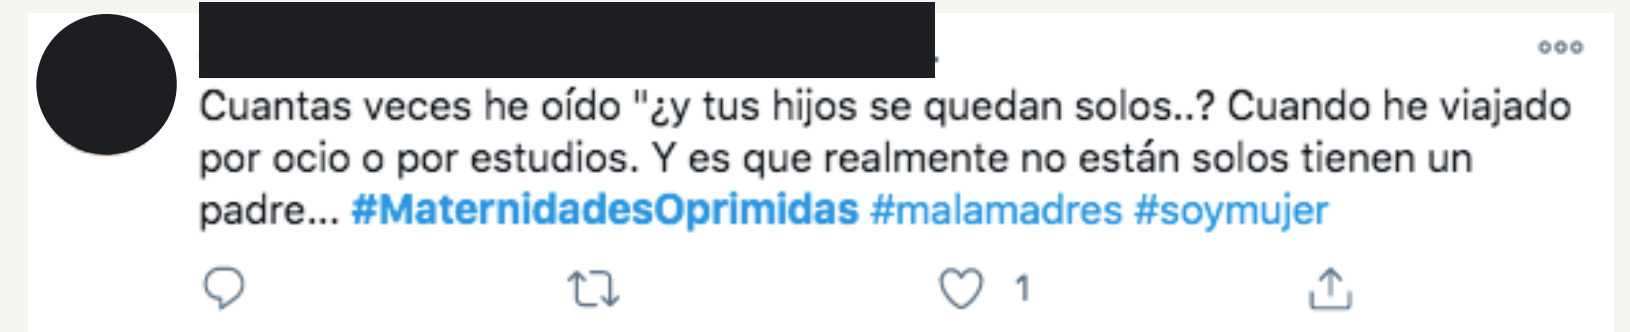 Cuantas veces he oído "¿y tus hijos se quedan solos..? Cuando he viajado
por ocio o por estudios. Y es que realmente no están solos tienen un
padre... #MaternidadesOprimidas #malamadres #soymujer
1